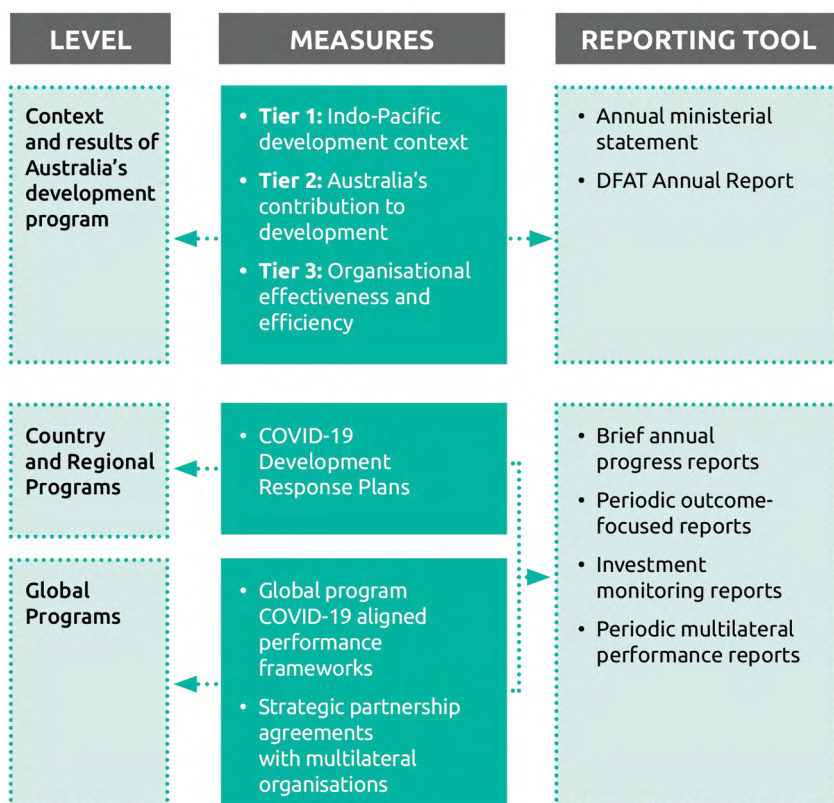 LEVEL
MEASURES
REPORTING TOOL
Context
and results of
Australia’s
development
program
• Tier 1: Indo-Pacific
development context
• Tier 2: Australia’s
contribution to
development
• Tier 3: Organisational
effectiveness and
efficiency
• Annual ministerial
statement
• DFAT Annual Report
Country
and Regional
Programs
• COVID-19
Development
Response Plans
Global
Programs
• Global program
COVID-19 aligned
performance
frameworks
• Strategic partnership
agreements
with multilateral
organisations
• Brief annual
progress reports
• Periodic outcome-
focused reports
• Investment
monitoring reports
• Periodic multilateral
performance reports